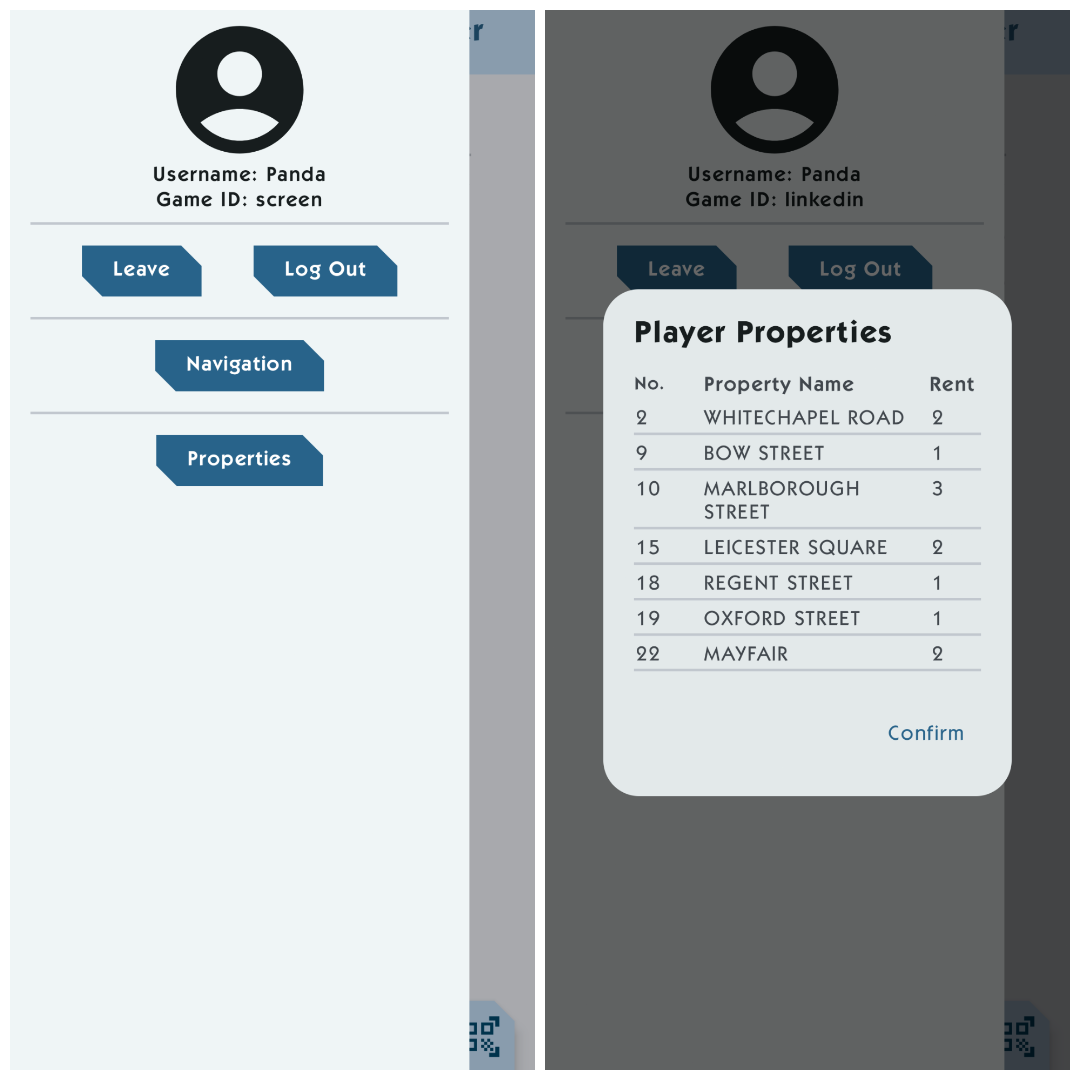 r
Username: Panda
Game ID: screen
Leave Log Out
Navigation
Properties
r
Username: Panda
Game ID: linkedin
Leave Log Out
Player Properties
No. Property Name Rent
2 WHITECHAPEL ROAD 2
9 BOW STREET 1
10 MARLBOROUGH 3
STREET
15 LEICESTER SQUARE 2
18 REGENT STREET 1
19 OXFORD STREET 1
22 MAYFAIR 2
Confirm